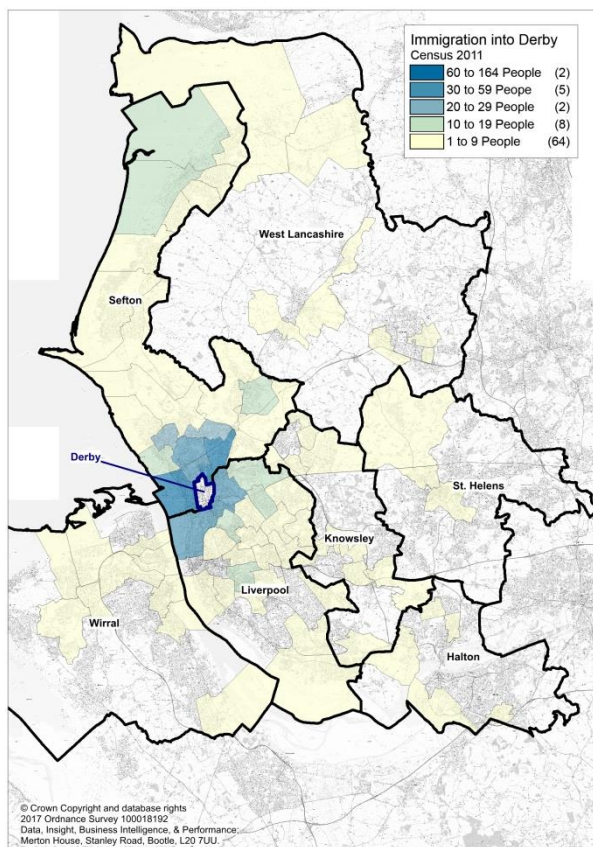 Immigration into Derby
Census 2011
60 to 164 People (2)
30 to 59 Peope (5)
20 to 29 People (2)
10 to 19 People (8)
1 to 9 People (64)
West Lancashire
Sefton
Derby
St. Helens
Knowsley
Liverpool
Wirral
Halton
© Crown Copyright and database rights
2017 Ordnance Survey 100018192
Data, Insight, Business Intelligence, & Performance:
Merton House, Stanley Road, Bootle, L20 7UU.